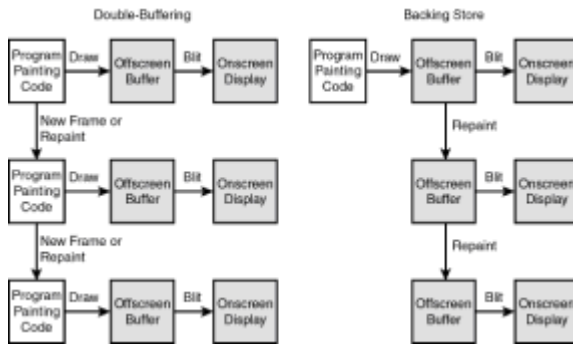 Double-Buffering
Program
Painting
Code
Draw
Offscreen
Buffer
Blit
Onscreen
Display
New Frame or
Repaint
Program
Painting
Code
Draw
Offscreen
Buffer
Blit
Onscreen
Display
New Frame or
Repaint
Program
Painting
Code
Draw
Offscreen
Buffer
Blit
Onscreen
Display
Backing Store
Program
Painting
Code
Draw
Offscreen
Buffer
Blit
Onscreen
Display
Repaint
Offscreen
Buffer
Blit
Onscreen
Display
Repaint
Offscreen
Buffer
Blit
Onscreen
Display